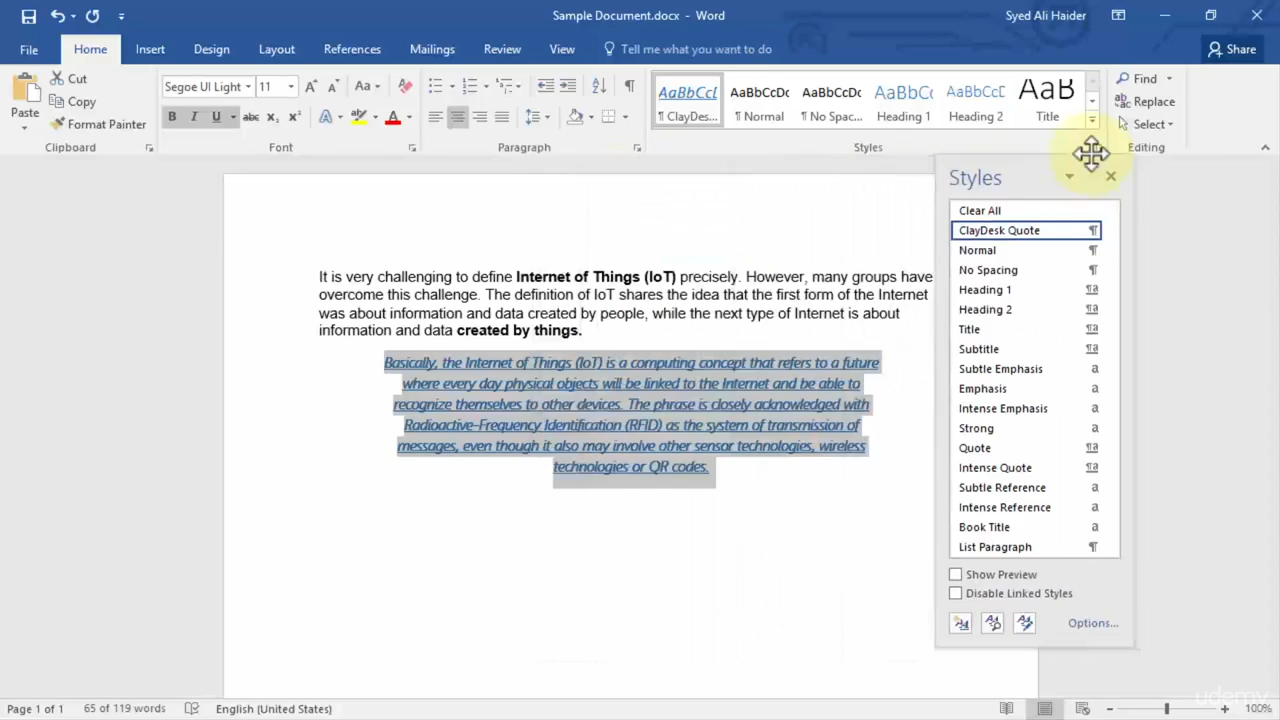 Sample Document.docx - Word
Syed Ali Haider
File Home Insert Design Layout References Mailings Review View Tell me what you want to do Share
Paste
Cut
Copy
Format Painter
Clipboard
Segoe UI Light 11 Aa
B I U abc x₂ x² A ab A
Font
Paragraph
AaBbCcI AaBbCcDc AaBbCcDc AaBbC AaBbCcC AaB
¶ ClayDes... ¶ Normal ¶ No Spac... Heading 1 Heading 2 Title
Styles
Find
Replace
Select
Editing
It is very challenging to define Internet of Things (IoT) precisely. However, many groups have
overcome this challenge. The definition of IoT shares the idea that the first form of the Internet
was about information and data created by people, while the next type of Internet is about
information and data created by things.
Basically, the Internet of Things (IoT) is a computing concept that refers to a future
where every day physical objects will be linked to the Internet and be able to
recognize themselves to other devices. The phrase is closely acknowledged with
Radioactive-Frequency Identification (RFID) as the system of transmission of
messages, even though it also may involve other sensor technologies, wireless
technologies or QR codes.
Styles
Clear All
ClayDesk Quote ¶
Normal ¶
No Spacing ¶
Heading 1 ¶a
Heading 2 ¶a
Title ¶a
Subtitle ¶a
Subtle Emphasis a
Emphasis a
Intense Emphasis a
Strong a
Quote ¶a
Intense Quote ¶a
Subtle Reference a
Intense Reference a
Book Title a
List Paragraph ¶
Show Preview
Disable Linked Styles
Options...
Page 1 of 1 65 of 119 words English (United States) 100%
udemy